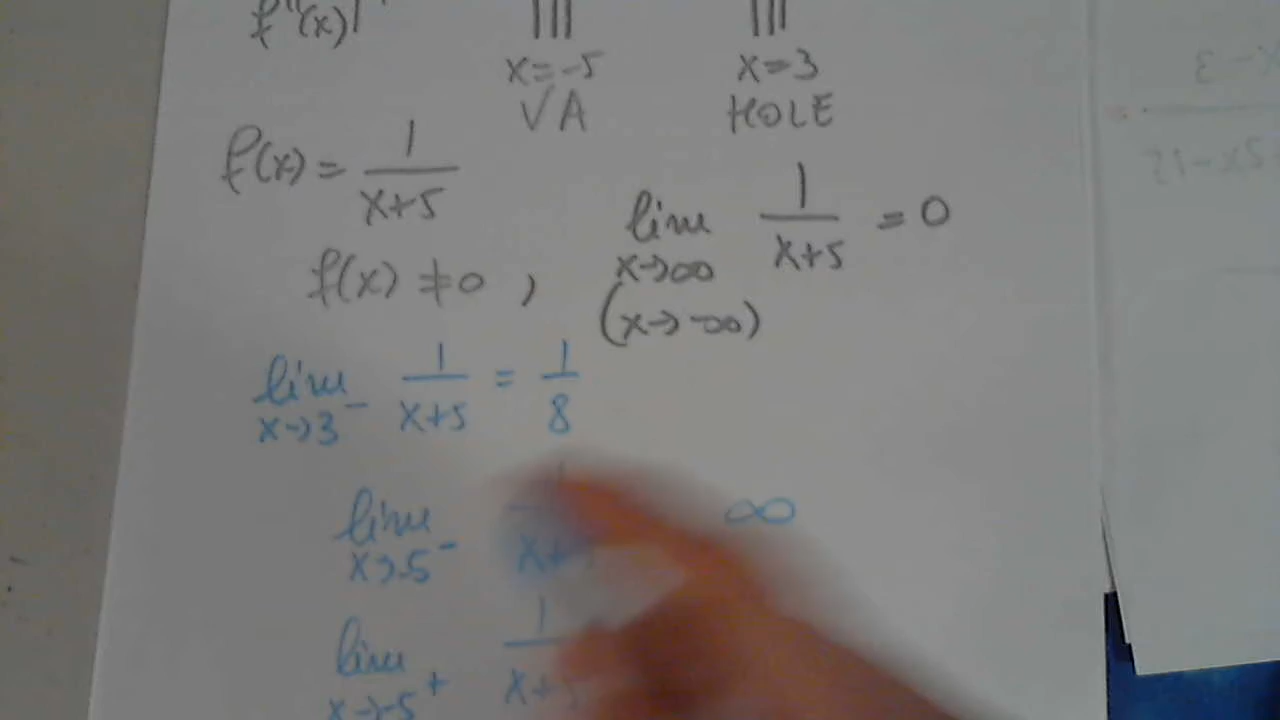 f''(x)
x=-5 x=3
VA HOLE
f(x)= 1/(x+5)
lim x→∞ (x→-∞) 1/(x+5) = 0
f(x)≠0 ,
lim x→3⁻ 1/(x+5) = 1/8
lim x→-5⁻ ∞
lim x→-5⁺